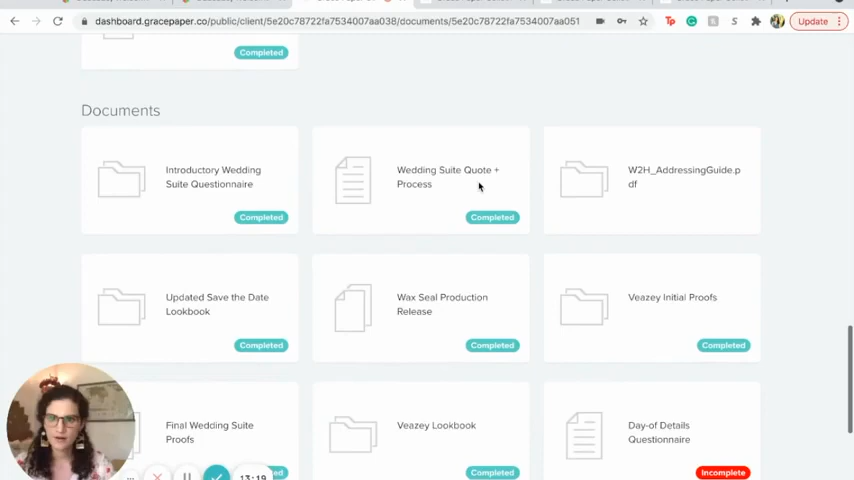 dashboard.gracepaper.co/public/client/5e20c78722fa7534007aa038/documents/5e20c78722fa7534007aa051
Update
Completed
Documents
Introductory Wedding
Suite Questionnaire
Completed
Wedding Suite Quote +
Process
Completed
W2H_AddressingGuide.p
df
Updated Save the Date
Lookbook
Completed
Wax Seal Production
Release
Completed
Veazey Initial Proofs
Completed
Final Wedding Suite
Proofs
Veazey Lookbook
Completed
Day-of Details
Questionnaire
Incomplete
13:19